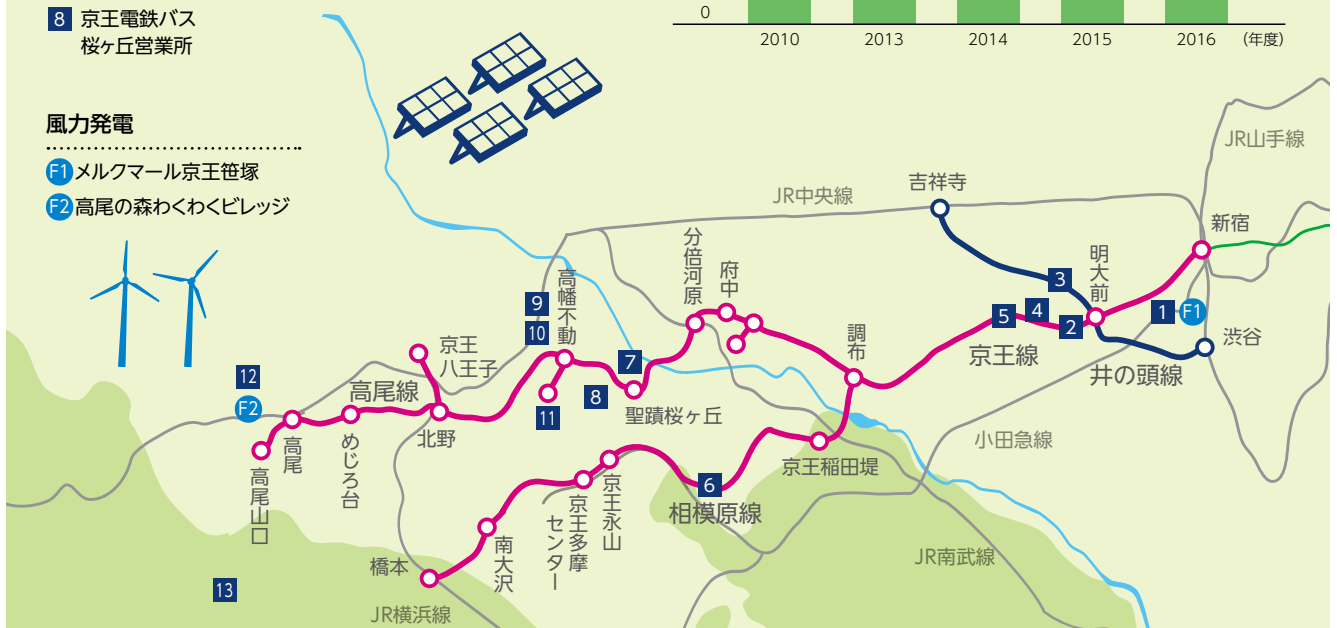 8 京王電鉄バス
桜ヶ丘営業所
0
2010 2013 2014 2015 2016 (年度)
風力発電
F1 メルクマール京王笹塚
F2 高尾の森わくわくビレッジ
JR山手線
JR中央線
吉祥寺
新宿
分倍河原
府中
明大前
高幡不動
調布
3
9
10
5
4
2
1
F1
渋谷
京王線
井の頭線
京王
八王子
7
8
11
聖蹟桜ヶ丘
12
F2
高尾線
北野
高尾
めじろ台
高尾山口
小田急線
京王稲田堤
6
相模原線
京王永山
京王多摩
センター
南大沢
橋本
JR南武線
13
JR横浜線